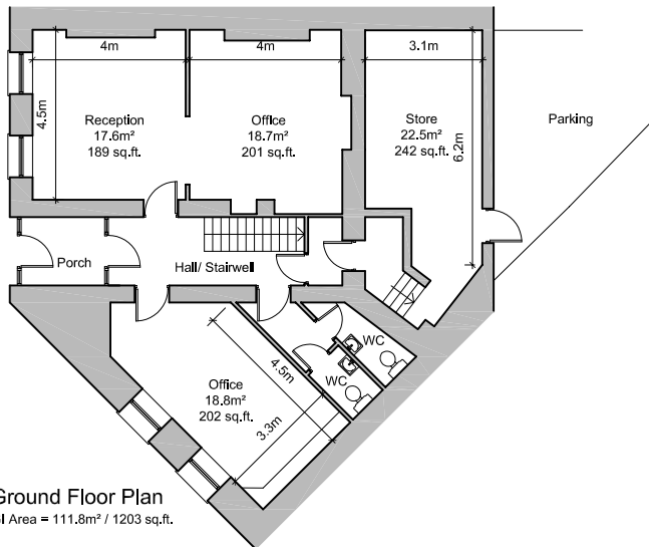 4m
4m
3.1m
4.5m
Reception
17.6m²
189 sq.ft.
Office
18.7m²
201 sq.ft.
Store
22.5m²
242 sq.ft.
6.2m
Parking
Porch
Hall/ Stairwell
WC
WC
4.5m
Office
18.8m²
202 sq.ft.
3.3m
Ground Floor Plan
Area = 111.8m² / 1203 sq.ft.